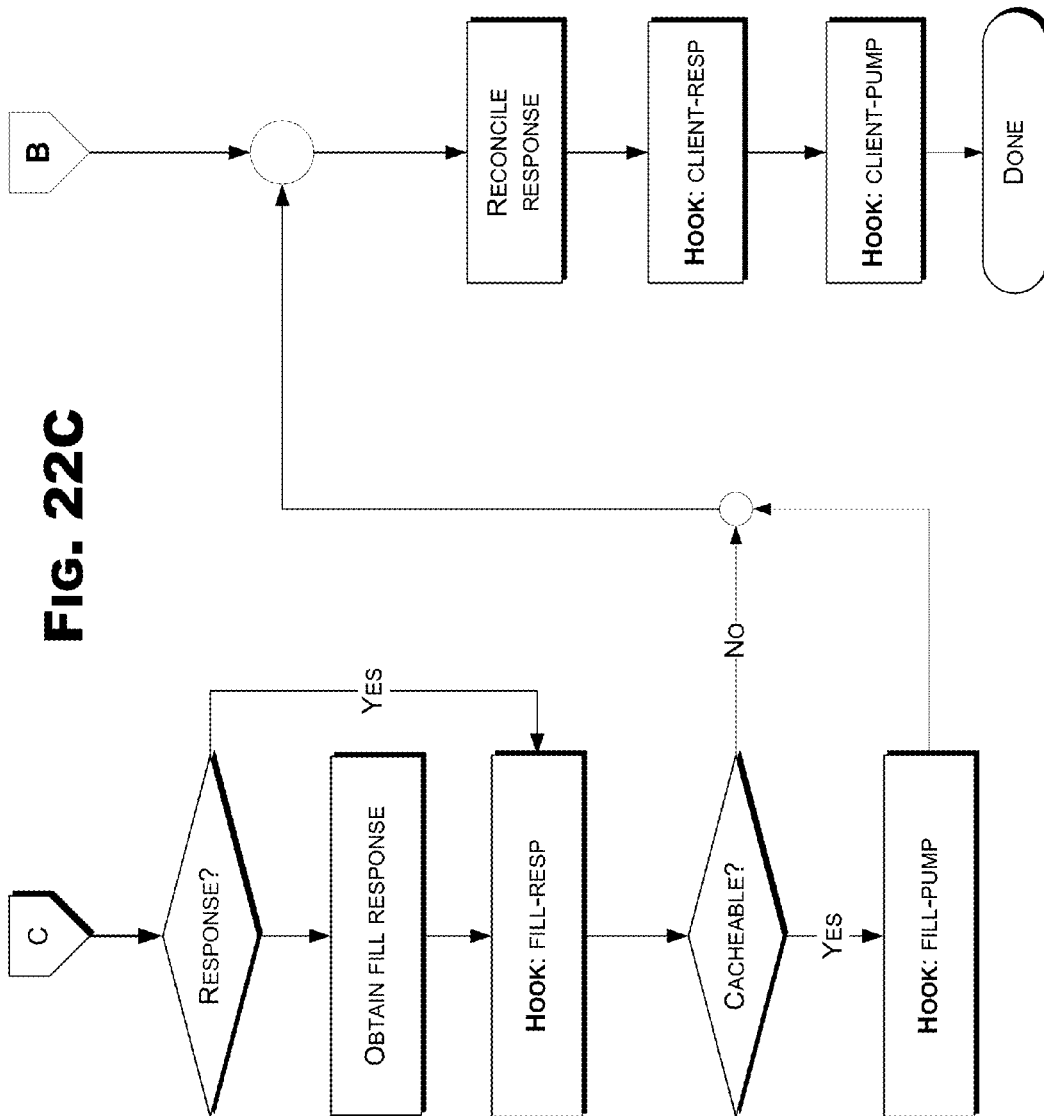 FIG. 22C
C
RESPONSE?
YES
OBTAIN FILL RESPONSE
HOOK: FILL-RESP
CACHEABLE?
NO
YES
HOOK: FILL-PUMP
B
RECONCILE
RESPONSE
HOOK: CLIENT-RESP
HOOK: CLIENT-PUMP
DONE